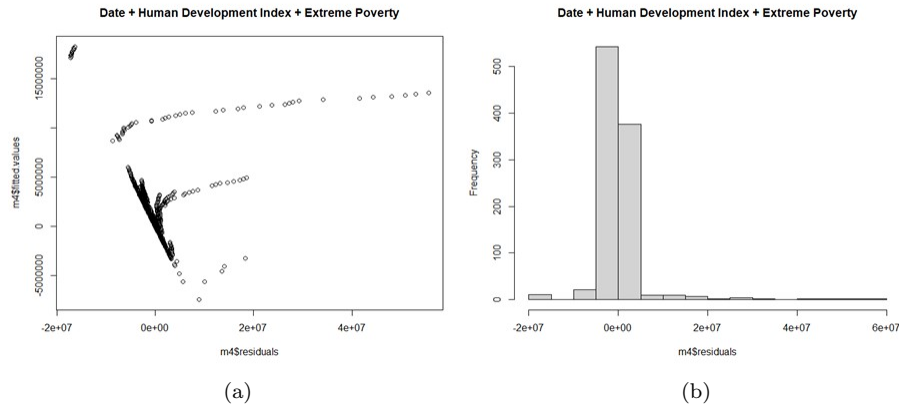 Date + Human Development Index + Extreme Poverty
m4$fitted.values
15000000
5000000
0
-5000000
-2e+07
0e+00
2e+07
4e+07
m4$residuals
(a)
Date + Human Development Index + Extreme Poverty
Frequency
500
400
300
200
100
0
-2e+07
0e+00
2e+07
4e+07
6e+07
m4$residuals
(b)